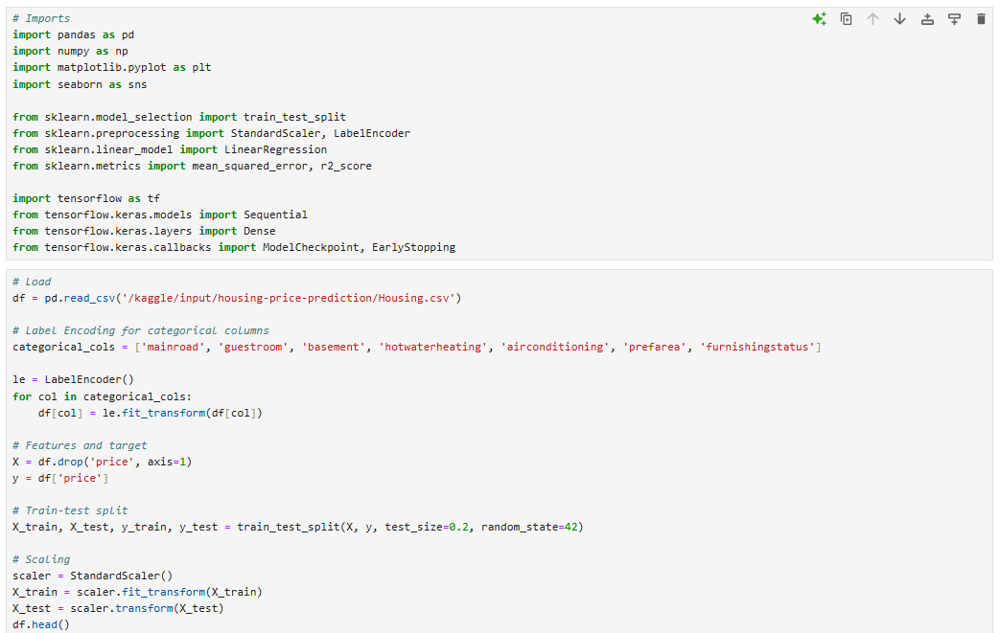 # Imports
import pandas as pd
import numpy as np
import matplotlib.pyplot as plt
import seaborn as sns
from sklearn.model_selection import train_test_split
from sklearn.preprocessing import StandardScaler, LabelEncoder
from sklearn.linear_model import LinearRegression
from sklearn.metrics import mean_squared_error, r2_score
import tensorflow as tf
from tensorflow.keras.models import Sequential
from tensorflow.keras.layers import Dense
from tensorflow.keras.callbacks import ModelCheckpoint, EarlyStopping
# Load
df = pd.read_csv('/kaggle/input/housing-price-prediction/Housing.csv')
# Label Encoding for categorical columns
categorical_cols = ['mainroad', 'guestroom', 'basement', 'hotwaterheating', 'airconditioning', 'prefarea', 'furnishingstatus']
le = LabelEncoder()
for col in categorical_cols:
    df[col] = le.fit_transform(df[col])
# Features and target
X = df.drop('price', axis=1)
y = df['price']
# Train-test split
X_train, X_test, y_train, y_test = train_test_split(X, y, test_size=0.2, random_state=42)
# Scaling
scaler = StandardScaler()
X_train = scaler.fit_transform(X_train)
X_test = scaler.transform(X_test)
df.head()